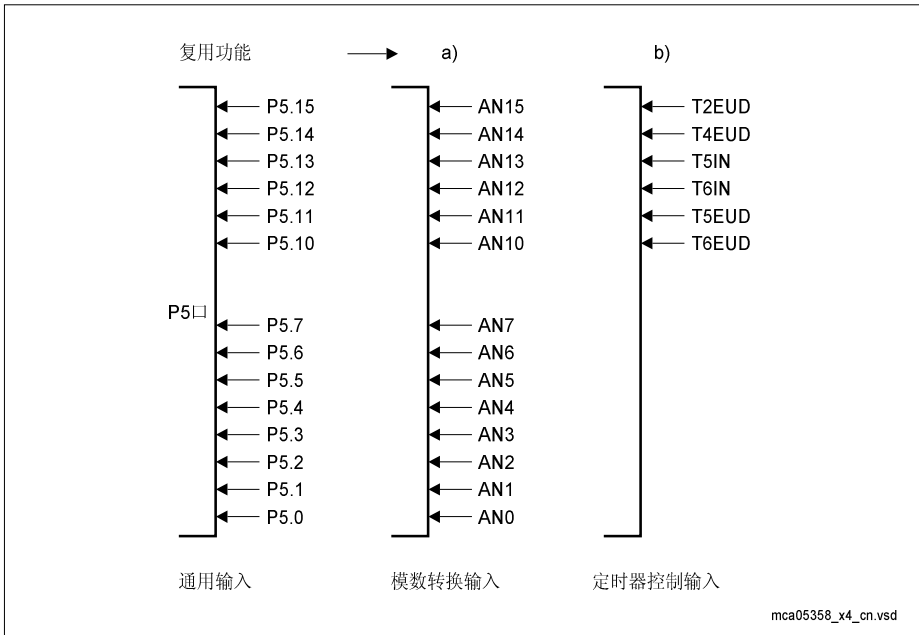 复用功能 a) b)
P5.15 AN15 T2EUD
P5.14 AN14 T4EUD
P5.13 AN13 T5IN
P5.12 AN12 T6IN
P5.11 AN11 T5EUD
P5.10 AN10 T6EUD
P5口
P5.7 AN7
P5.6 AN6
P5.5 AN5
P5.4 AN4
P5.3 AN3
P5.2 AN2
P5.1 AN1
P5.0 AN0
通用输入 模数转换输入 定时器控制输入
mca05358_x4_cn.vsd